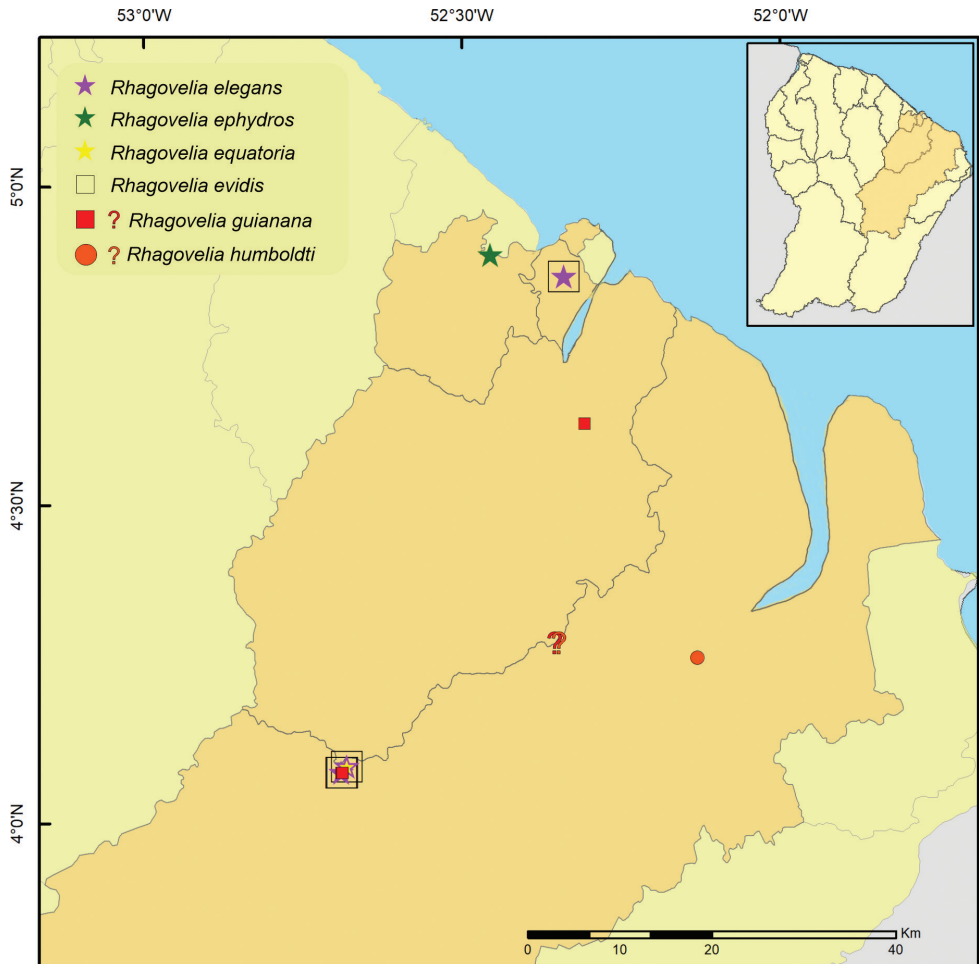 53°0'W 52°30'W 52°0'W
Rhagovelia elegans
Rhagovelia ephydros
Rhagovelia equatoria
Rhagovelia evidis
? Rhagovelia guianana
? Rhagovelia humboldti
5°0'N
4°30'N
?
4°0'N
Km
0 10 20 40